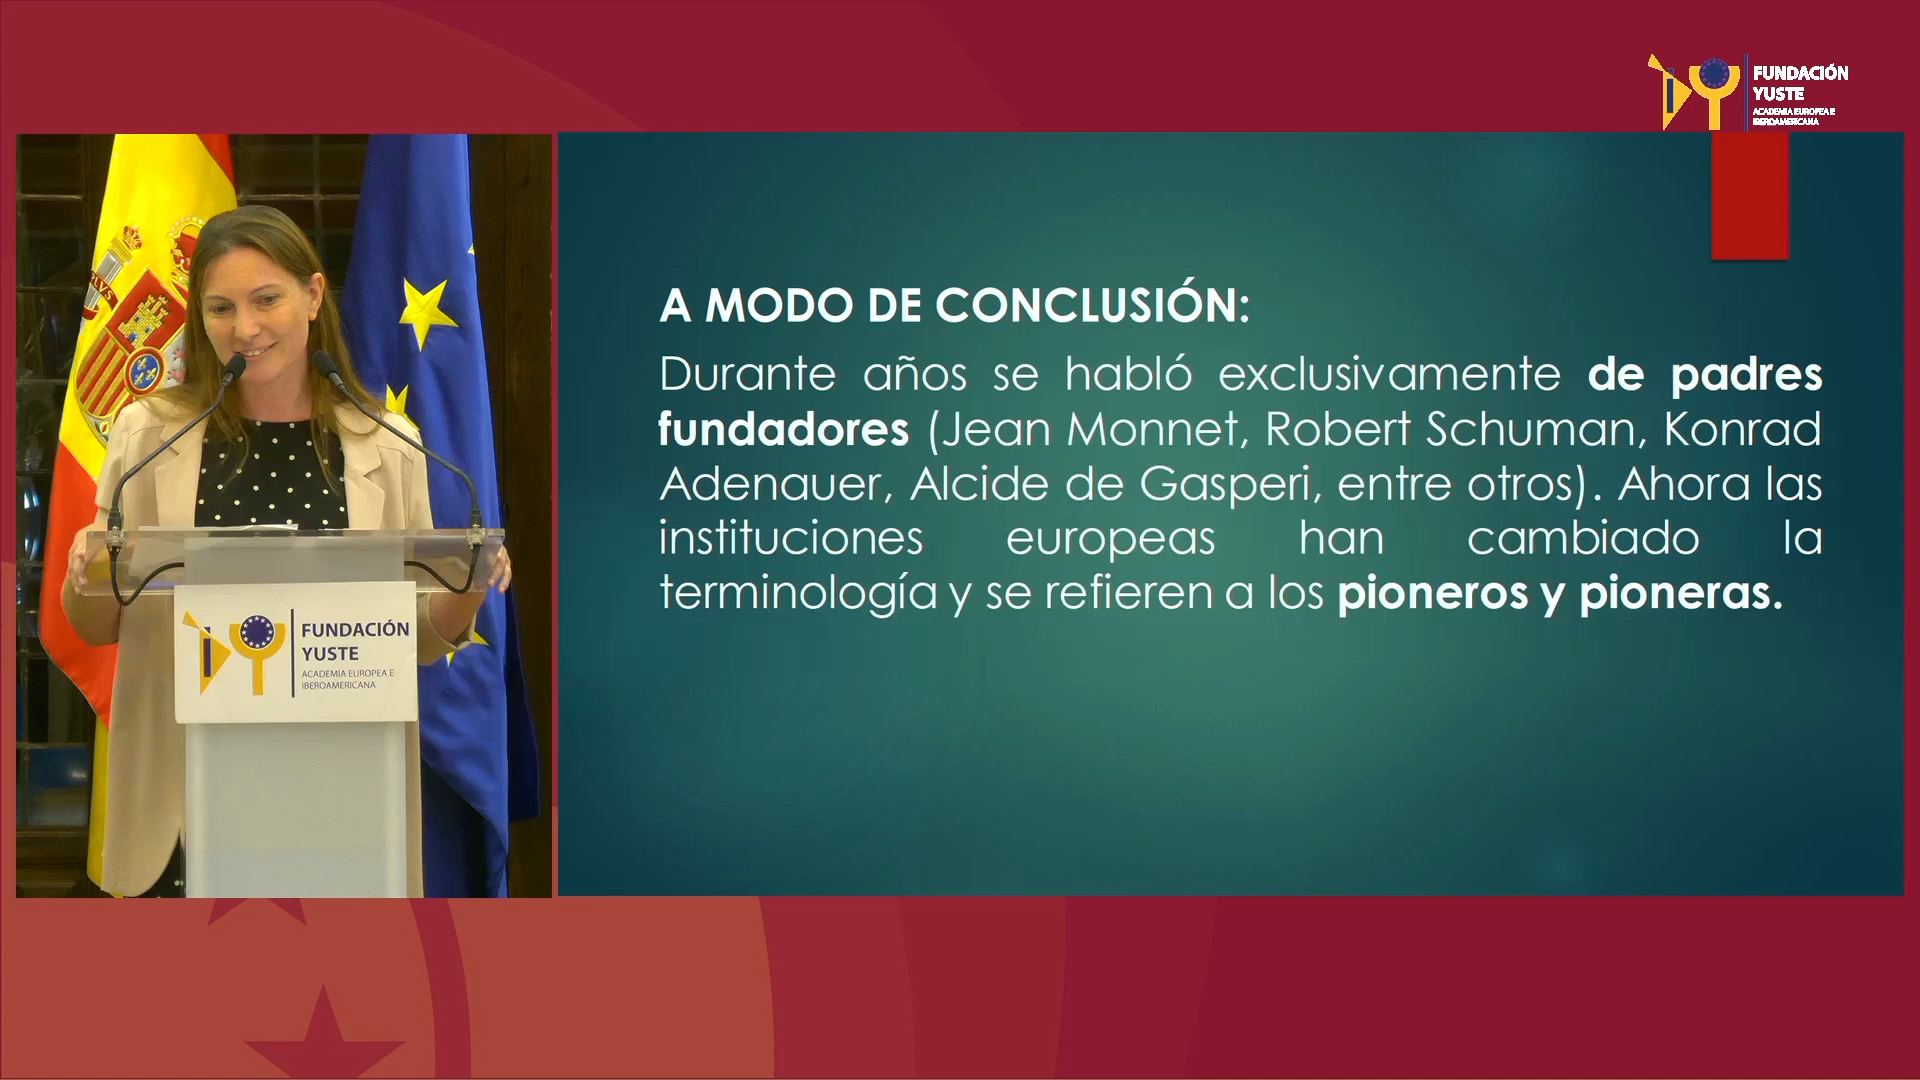 FUNDACIÓN
YUSTE
ACADEMIA EUROPEA E
IBEROAMERICANA
A MODO DE CONCLUSIÓN:
Durante años se habló exclusivamente de padres
fundadores (Jean Monnet, Robert Schuman, Konrad
Adenauer, Alcide de Gasperi, entre otros). Ahora las
instituciones europeas han cambiado la
terminología y se refieren a los pioneros y pioneras.
FUNDACIÓN
YUSTE
ACADEMIA EUROPEA E
IBEROAMERICANA